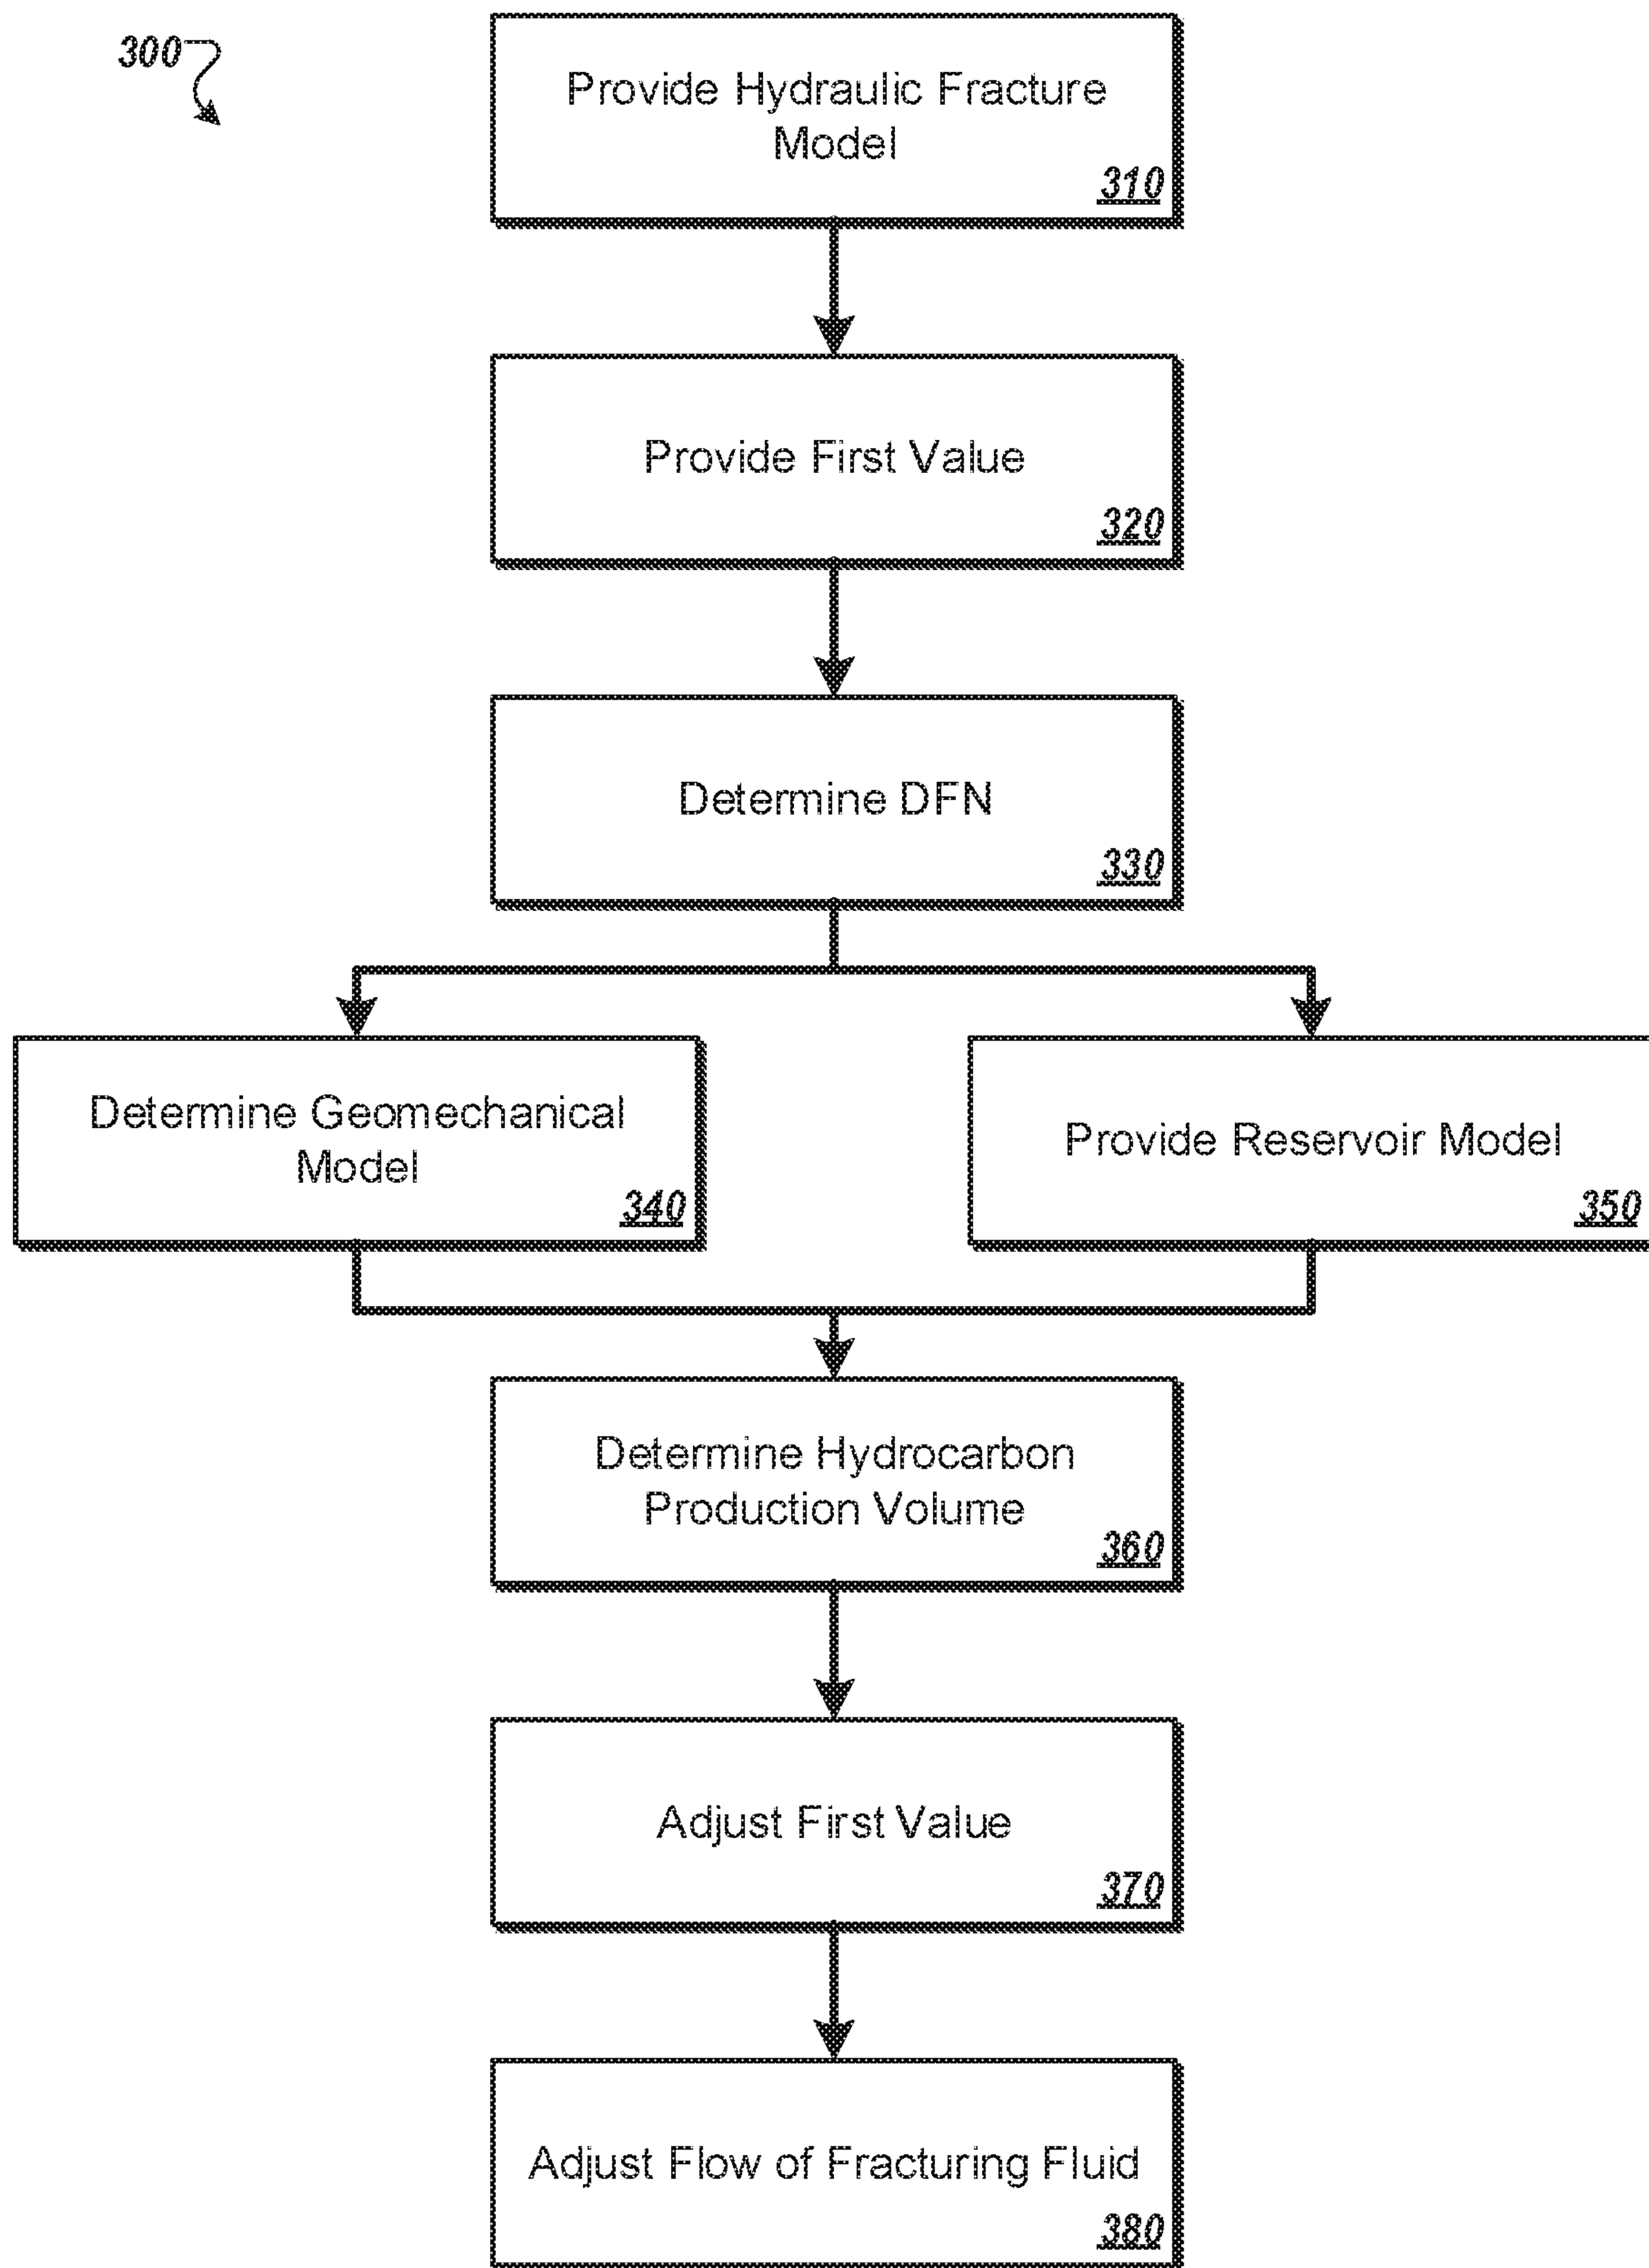 300
Provide Hydraulic Fracture
Model
310
Provide First Value
320
Determine DFN
330
Determine Geomechanical
Model
340
Provide Reservoir Model
350
Determine Hydrocarbon
Production Volume
360
Adjust First Value
370
Adjust Flow of Fracturing Fluid
380